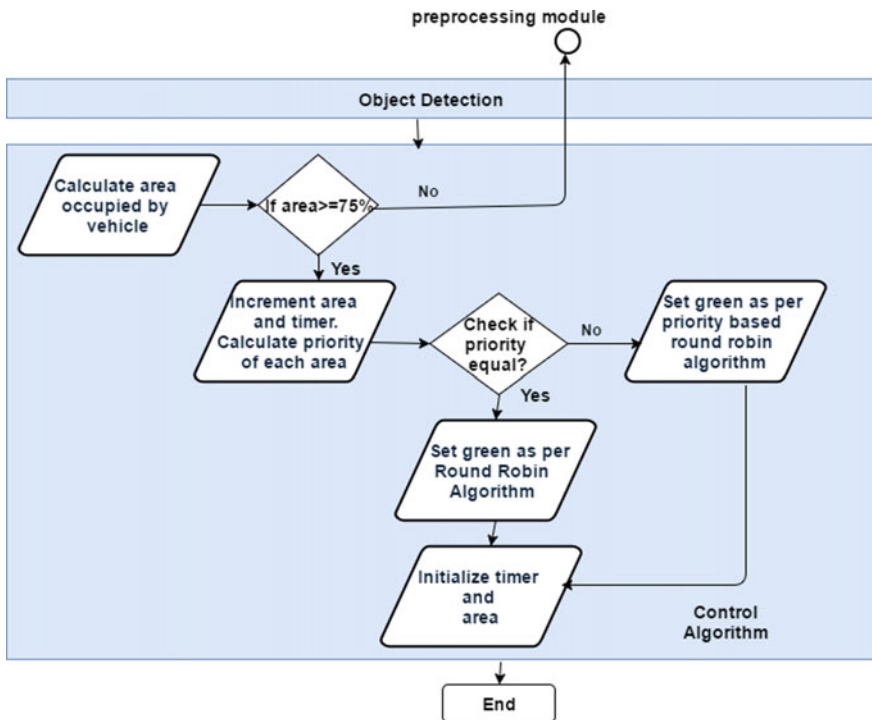 preprocessing module
Object Detection
Calculate area
occupied by
vehicle
If area>=75%
No
Yes
Increment area
and timer.
Calculate priority
of each area
Check if
priority
equal?
No
Set green as per
priority based
round robin
algorithm
Yes
Set green as per
Round Robin
Algorithm
Initialize timer
and
area
Control
Algorithm
End